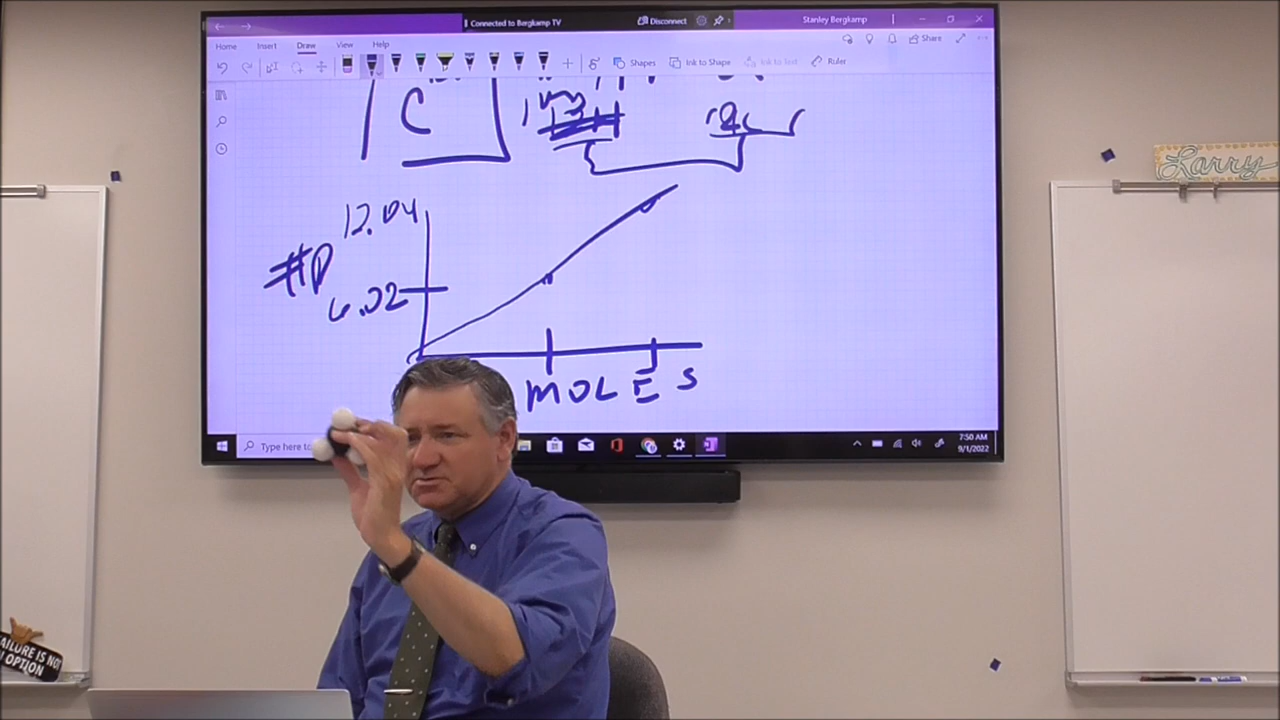 Connected to Bergkamp TV
Disconnect
Stanley Bergkamp
Home Insert Draw View Help
Share
Shapes Ink to Shape Ink to Text Ruler
C
12.04
#P
6.02
MOLES
Type here to
7:50 AM
9/1/2022
Larry
FAILURE IS NOT
OPTION